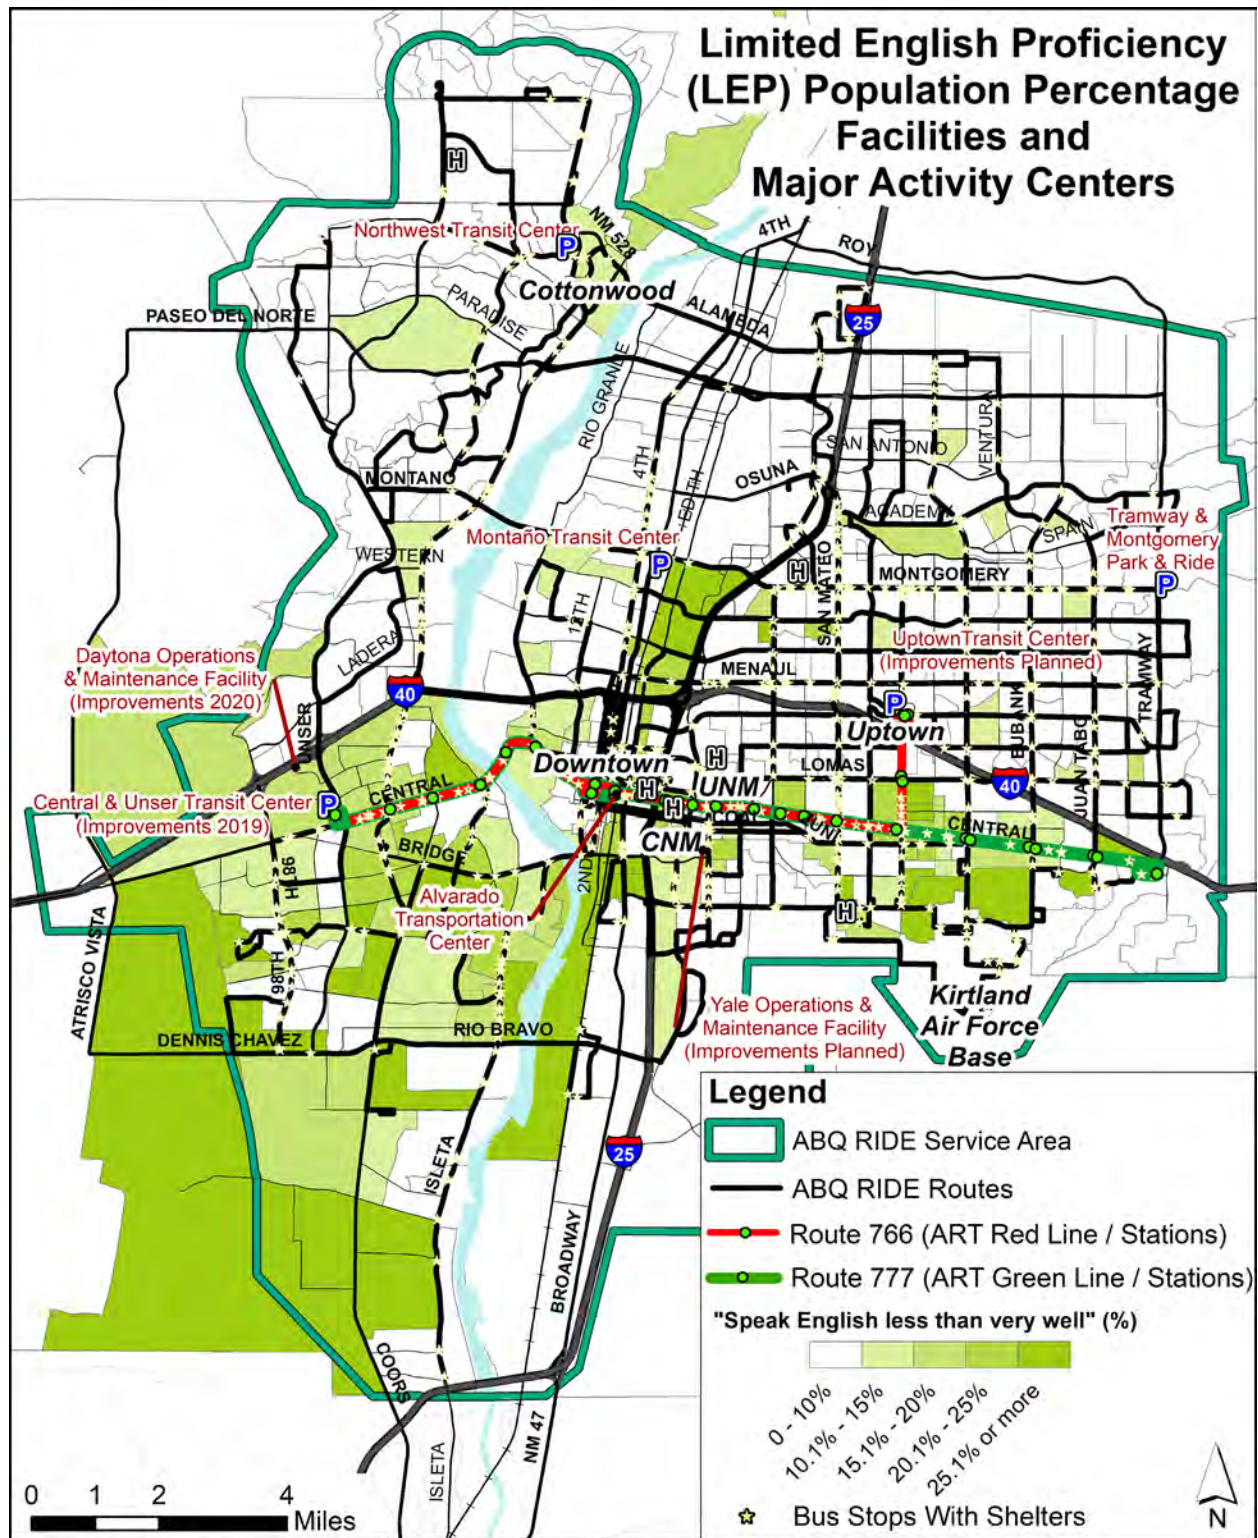 Limited English Proficiency
(LEP) Population Percentage
Facilities and
Major Activity Centers
H
Northwest Transit Center
P
NM 528
4TH
ROY
Cottonwood
PARADISE
PASEO DEL NORTE
ALAMEDA
25
RIO GRANDE
VENTURA
SAN ANTONIO
4TH
EDITH
OSUNA
MONTANO
ACADEMY
SPAIN
Tramway &
Montgomery
Park & Ride
P
WESTERN
Montaño Transit Center
P
H
SAN MATEO
MONTGOMERY
12TH
LADERA
Daytona Operations
& Maintenance Facility
(Improvements 2020)
UptownTransit Center
(Improvements Planned)
MENAUL
TRAMWAY
40
P
UNSER
Uptown
EUBANK
JUAN TABO
Downtown
H
LOMAS
UNM
40
Central & Unser Transit Center
(Improvements 2019)
P
CENTRAL
H
H
COAL
ZUNI
CENTRAL
CNM
BRIDGE
98TH
2ND
Alvarado
Transportation
Center
H
ATRISCO VISTA
98TH
Kirtland
Air Force
Base
Yale Operations &
Maintenance Facility
(Improvements Planned)
DENNIS CHAVEZ
RIO BRAVO
ISLETA
25
BROADWAY
COORS
NM 47
ISLETA
Legend
ABQ RIDE Service Area
ABQ RIDE Routes
Route 766 (ART Red Line / Stations)
Route 777 (ART Green Line / Stations)
"Speak English less than very well" (%)
0 - 10%
10.1% - 15%
15.1% - 20%
20.1% - 25%
25.1% or more
Bus Stops With Shelters
N
0 1 2 4
Miles